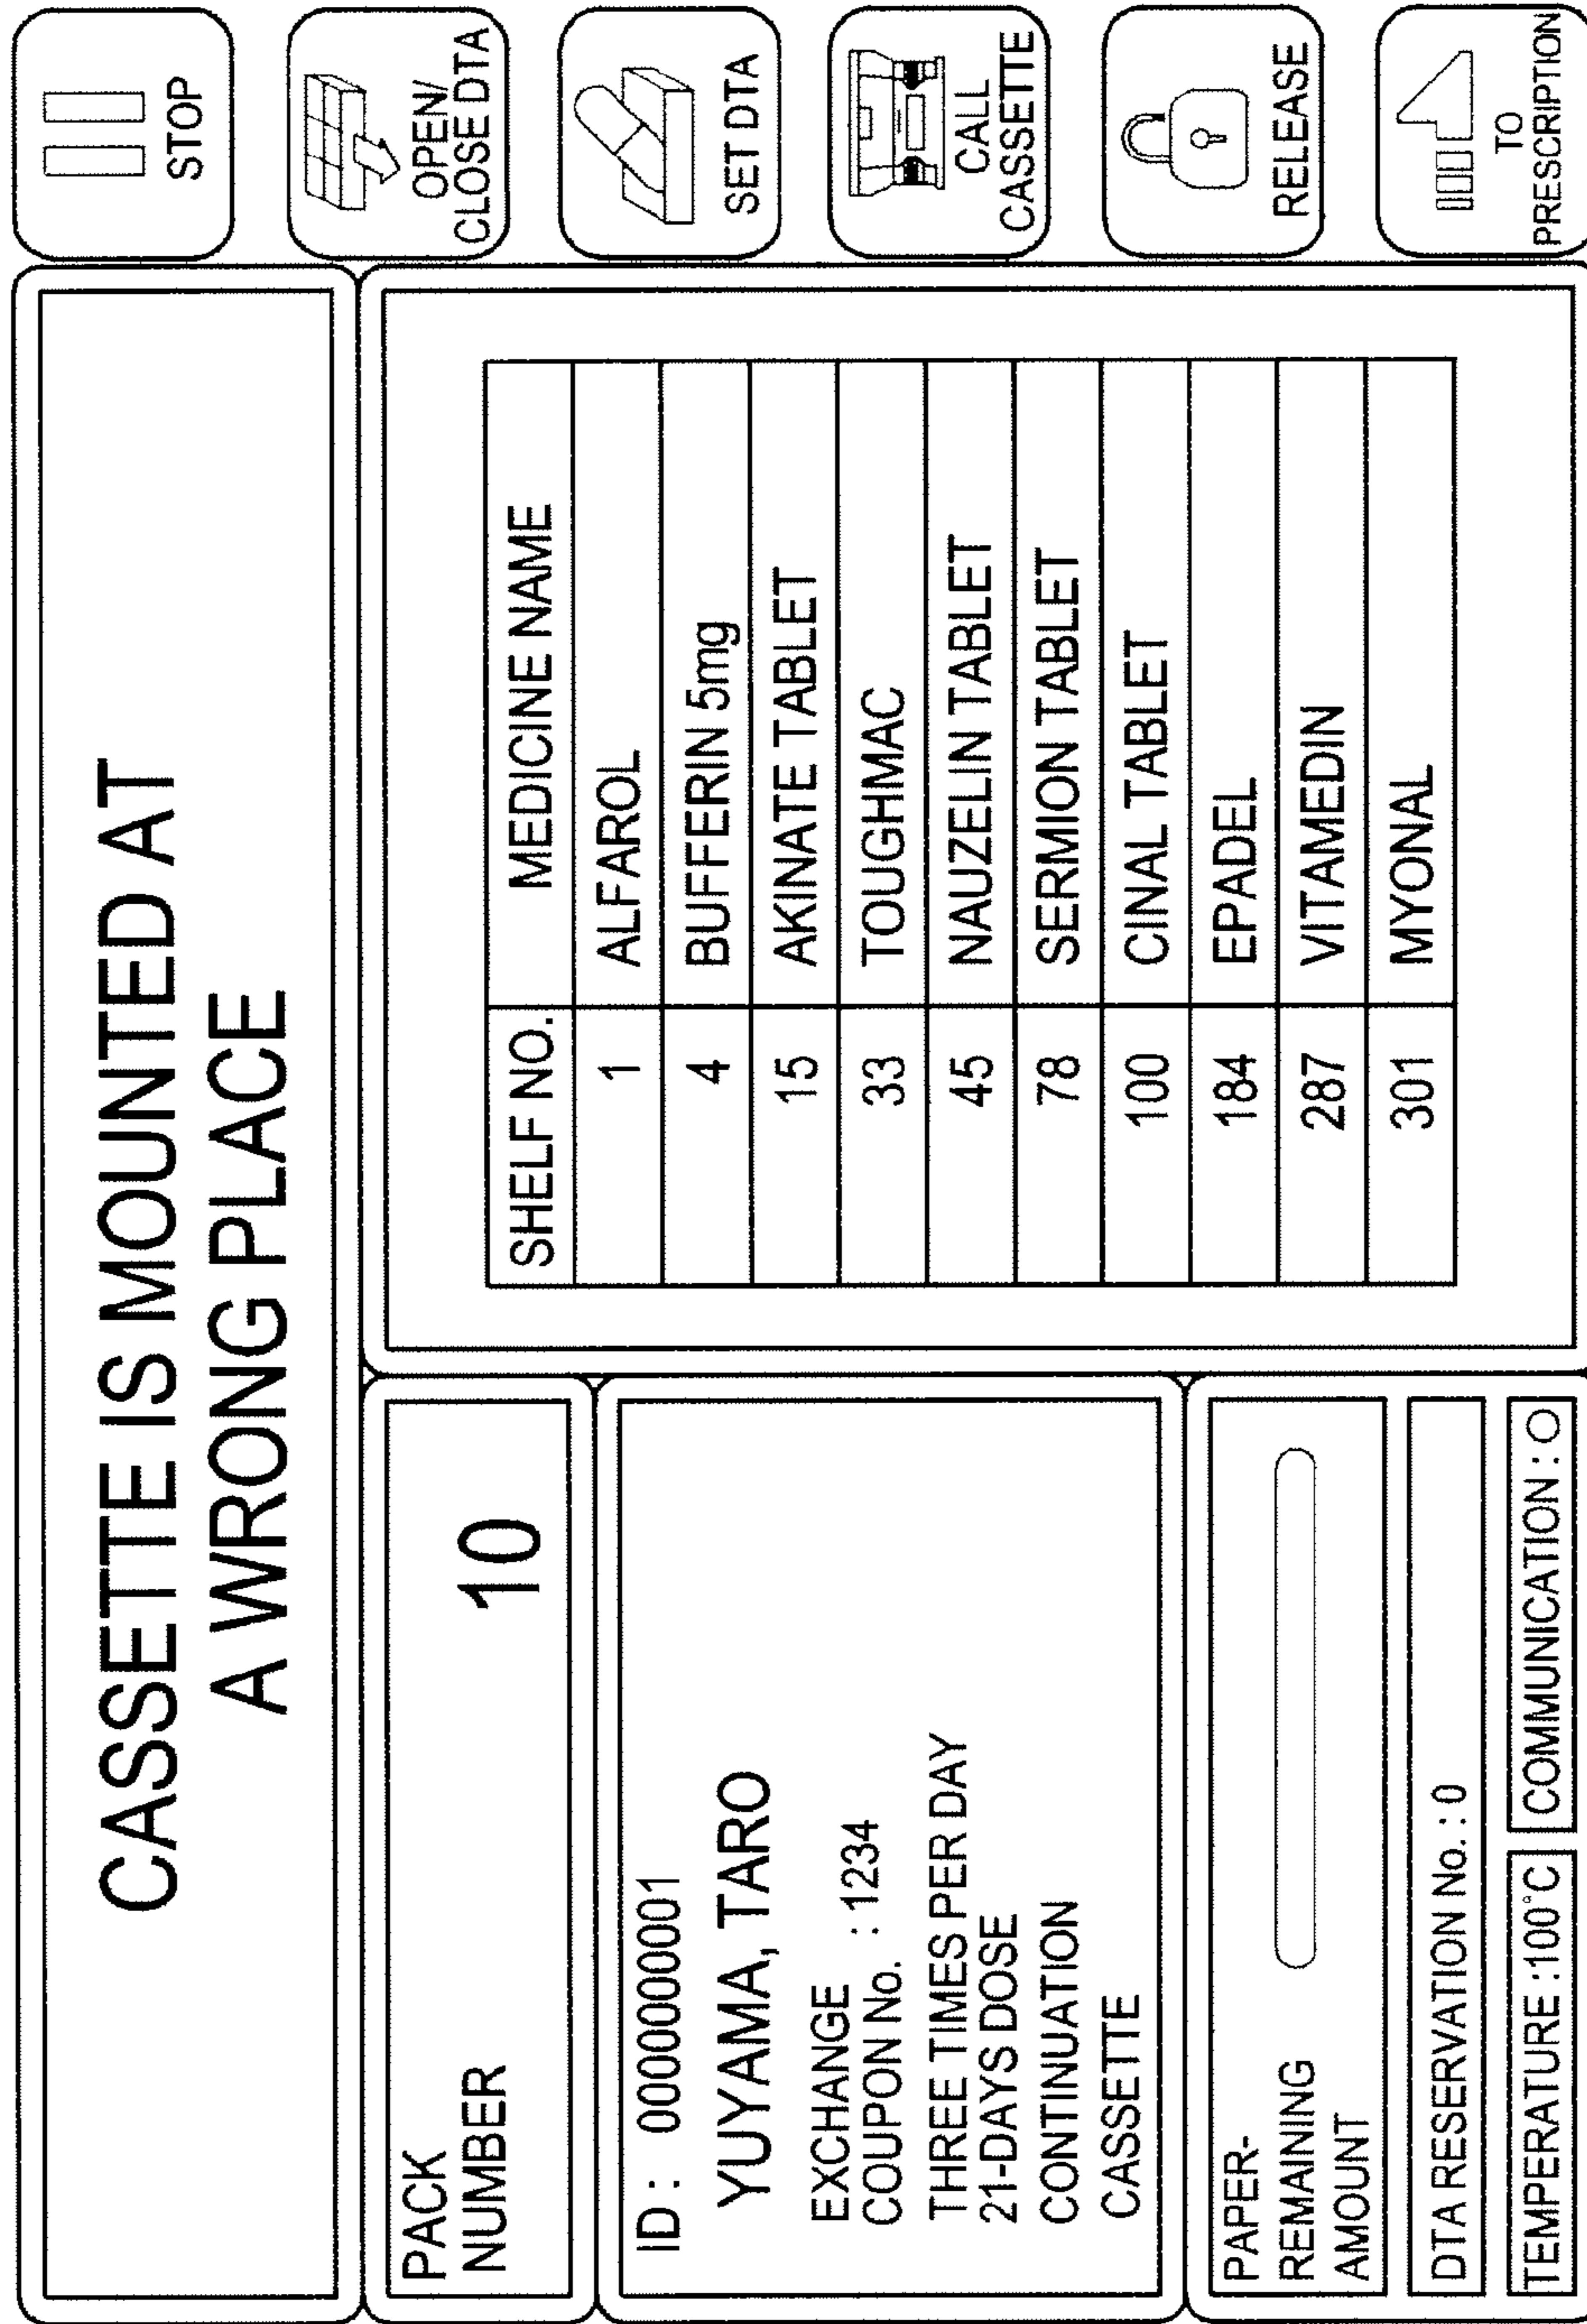 CASSETTE IS MOUNTED AT
A WRONG PLACE
PACK
NUMBER
10
ID : 000000001
YUYAMA, TARO
EXCHANGE
COUPON No. : 1234
THREE TIMES PER DAY
21-DAYS DOSE
CONTINUATION
CASSETTE
PAPER-
REMAINING
AMOUNT
DTA RESERVATION No. : 0
TEMPERATURE :100°C COMMUNICATION : ○
SHELF NO. MEDICINE NAME
1 ALFAROL
4 BUFFERIN 5mg
15 AKINATE TABLET
33 TOUGHMAC
45 NAUZELIN TABLET
78 SERMION TABLET
100 CINAL TABLET
184 EPADEL
287 VITAMEDIN
301 MYONAL
STOP
OPEN/
CLOSE DTA
SET DTA
CALL
CASSETTE
RELEASE
TO
PRESCRIPTION